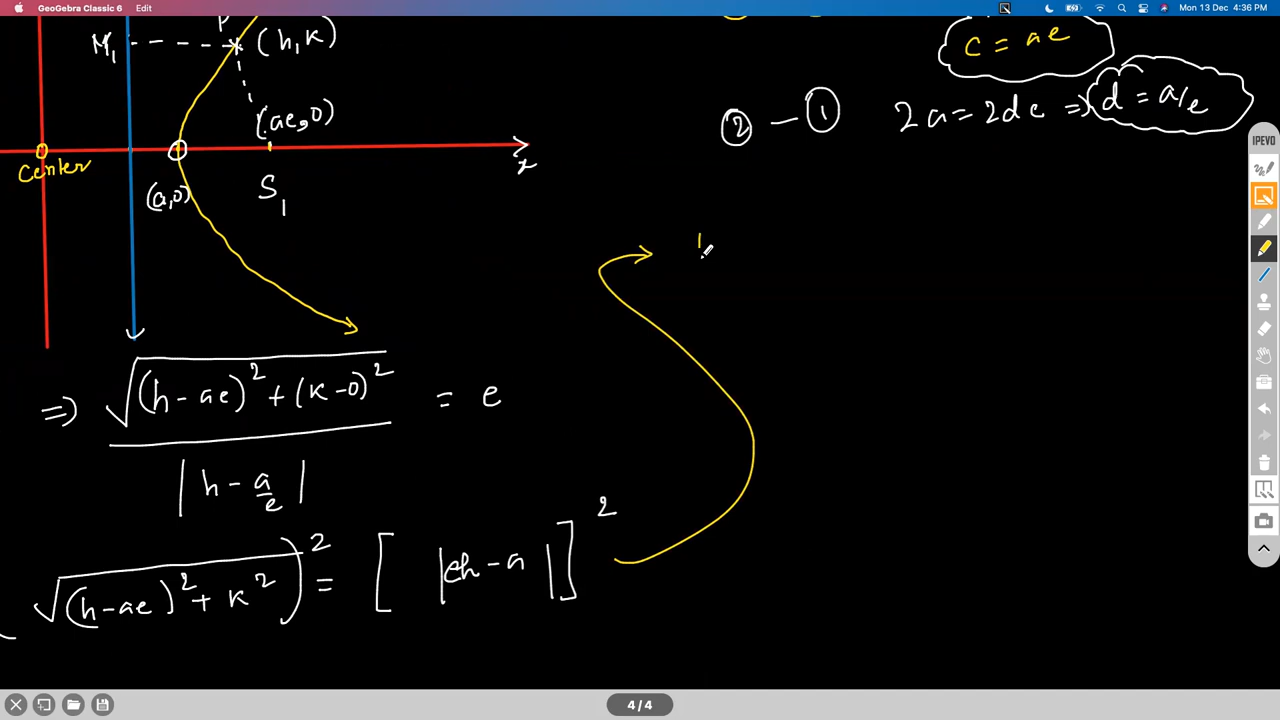 GeoGebra Classic 6 Edit Mon 13 Dec 4:36 PM
M₁ P (h, k)
c = ae
② — ① 2a = 2de ⇒ d = a/e
(ae, 0)
x
Center
(a, 0) S₁
⇒ √((h-ae)² + (k-0)²) / |h - a/e| = e
(√((h-ae)² + k²))² = [ |eh - a| ]²
IPEVO
4/4